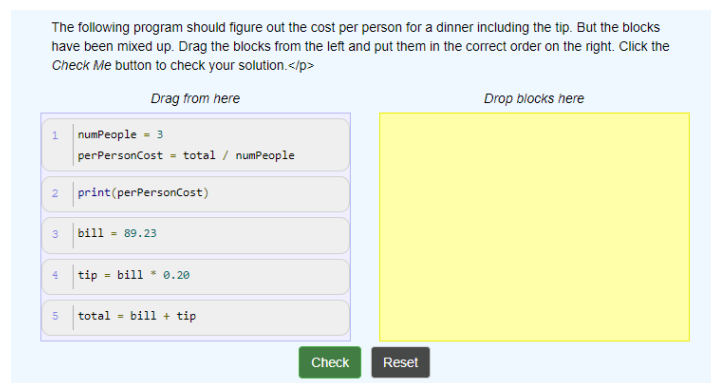 The following program should figure out the cost per person for a dinner including the tip. But the blocks
have been mixed up. Drag the blocks from the left and put them in the correct order on the right. Click the
Check Me button to check your solution.</p>
Drag from here
Drop blocks here
1 numPeople = 3
perPersonCost = total / numPeople
2 print(perPersonCost)
3 bill = 89.23
4 tip = bill * 0.20
5 total = bill + tip
Check
Reset